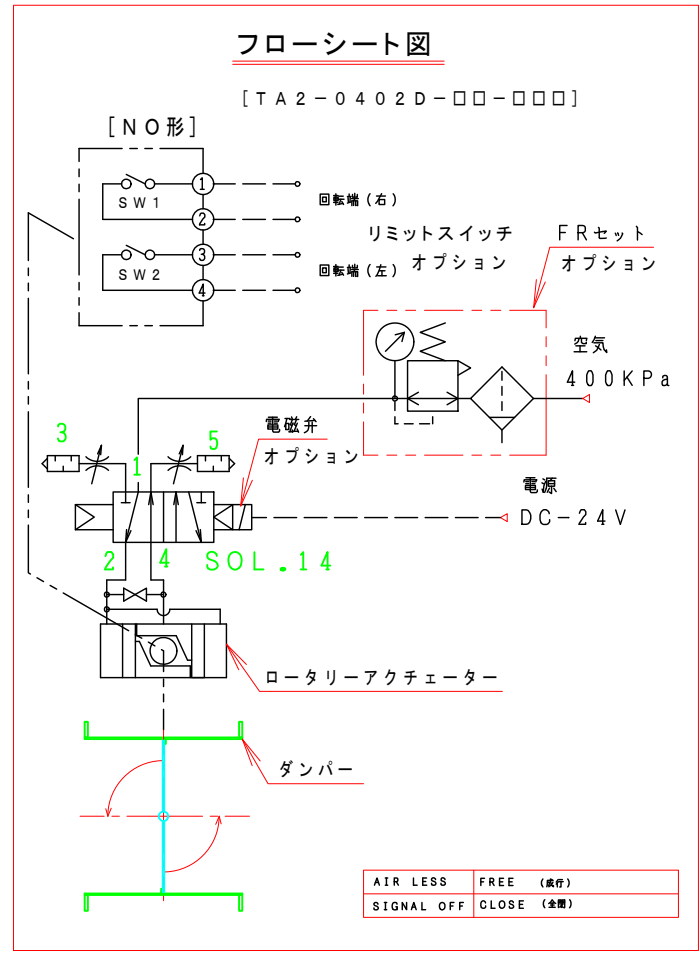 フローシート図
[TA2-0402D-□□-□□□]
[NO形]
1
SW1
2
回転端(右)
3
SW2
4
回転端(左)
リミットスイッチ
オプション
FRセット
オプション
空気
400KPa
電磁弁
オプション
3
1
5
電源
DC-24V
2
4
SOL.14
ロータリーアクチェーター
ダンパー
AIR LESS FREE (成行)
SIGNAL OFF CLOSE (全閉)